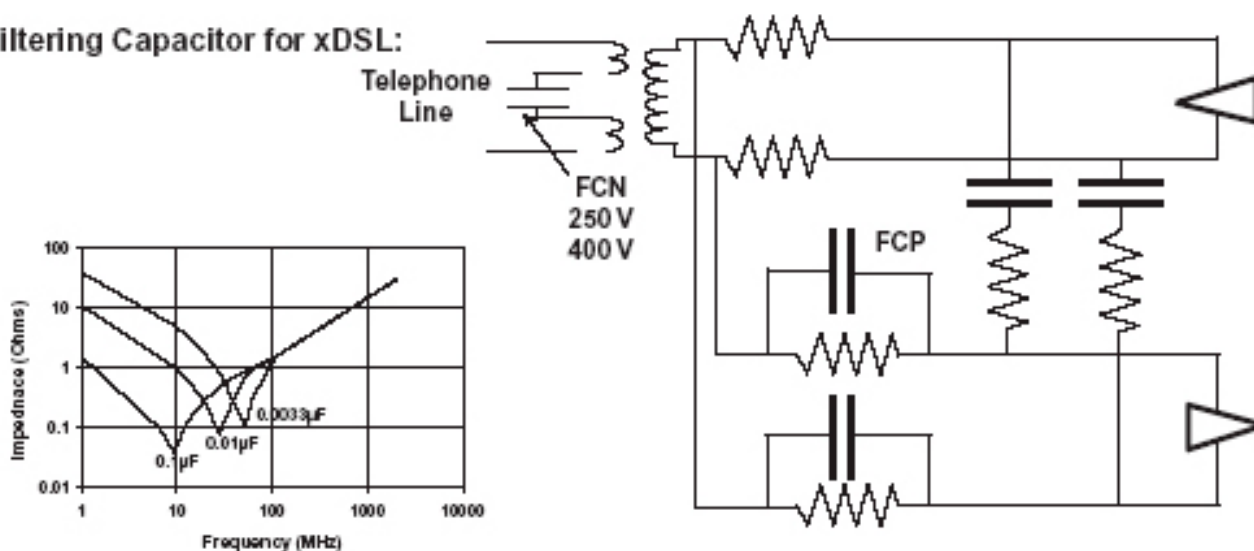 iltering Capacitor for xDSL:
Telephone
Line
FCN
250 V
400 V
FCP
100
10
1
0.1
0.01
Impednace (Ohms)
0.0033µF
0.01µF
0.1µF
1
10
100
1000
10000
Frequency (MHz)